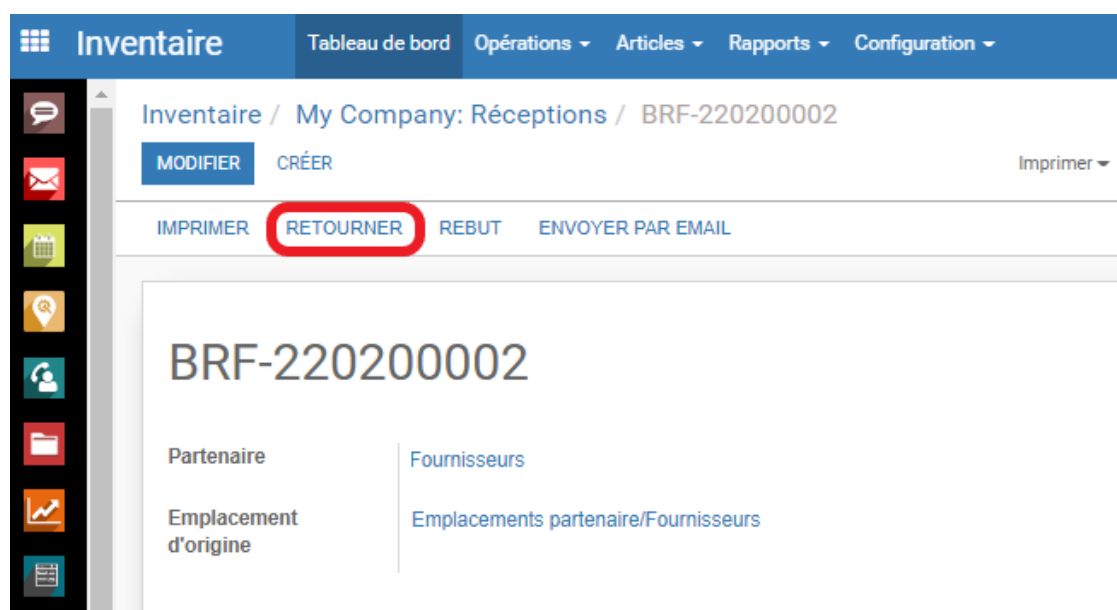 Inventaire Tableau de bord Opérations Articles Rapports Configuration
Inventaire / My Company: Réceptions / BRF-220200002
MODIFIER CRÉER Imprimer
IMPRIMER RETOURNER REBUT ENVOYER PAR EMAIL
BRF-220200002
Partenaire Fournisseurs
Emplacement Emplacements partenaire/Fournisseurs
d'origine